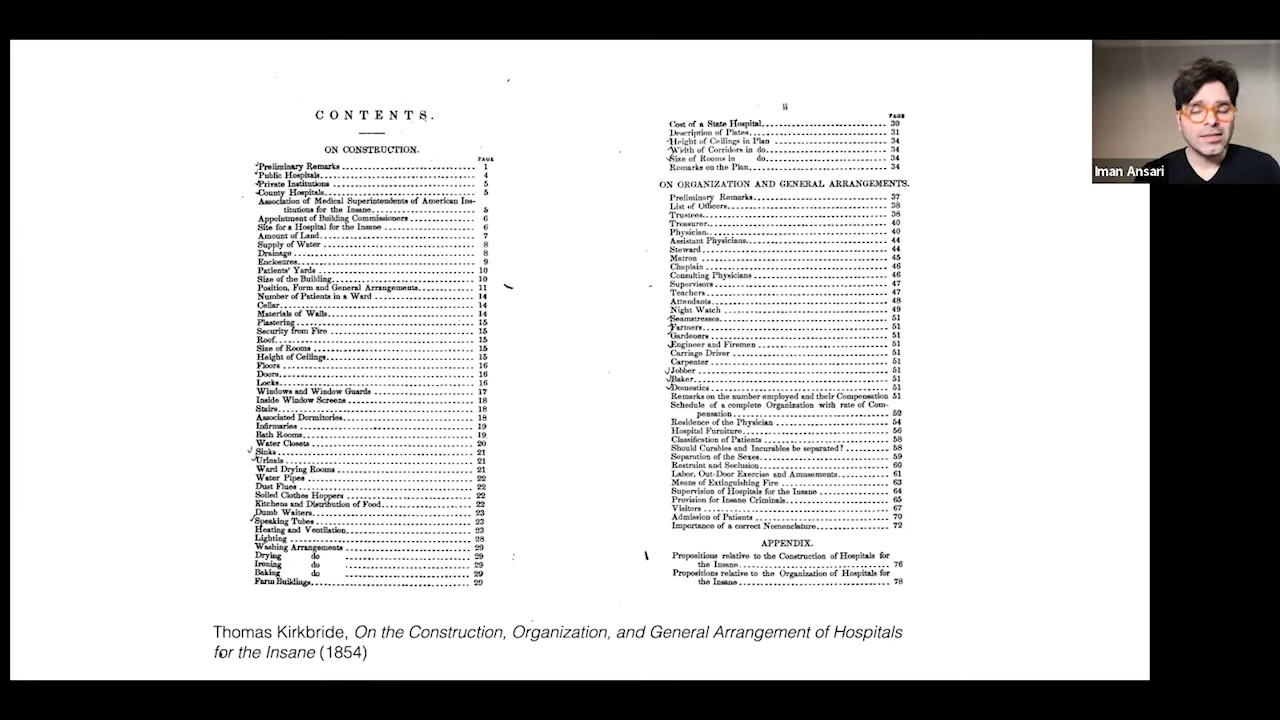 CONTENTS.
ON CONSTRUCTION.
PAGE
Preliminary Remarks 1
Public Hospitals 4
Private Institutions 5
County Hospitals 5
Association of Medical Superintendents of American Ins-
titutions for the Insane 5
Appointment of Building Commissioners 6
Site for a Hospital for the Insane 6
Amount of Land 7
Supply of Water 8
Drainage 8
Enclosures 9
Patients' Yards 10
Size of the Building 10
Position, Form and General Arrangements 11
Number of Patients in a Ward 14
Cellar 14
Materials of Walls 14
Plastering 15
Security from Fire 15
Roof 15
Size of Rooms 15
Height of Ceilings 15
Floors 16
Doors 16
Locks 16
Windows and Window Guards 17
Inside Window Screens 18
Stairs 18
Associated Dormitories 18
Infirmaries 19
Bath Rooms 19
Water Closets 20
Sinks 21
Urinals 21
Ward Drying Rooms 21
Water Pipes 22
Dust Flues 22
Soiled Clothes Hoppers 22
Kitchens and Distribution of Food 22
Dumb Waiters 23
Speaking Tubes 23
Heating and Ventilation 23
Lighting 28
Washing Arrangements 29
Drying do 29
Ironing do 29
Baking do 29
Farm Buildings 29
ii
PAGE
Cost of a State Hospital 30
Description of Plates 31
Height of Ceilings in Plan 34
Width of Corridors in do. 34
Size of Rooms in do. 34
Remarks on the Plan 34
ON ORGANIZATION AND GENERAL ARRANGEMENTS.
Preliminary Remarks 37
List of Officers 38
Trustees 38
Treasurer 40
Physician 40
Assistant Physicians 44
Steward 44
Matron 45
Chaplain 46
Consulting Physicians 46
Supervisors 47
Teachers 47
Attendants 48
Night Watch 49
Seamstresses 51
Farmers 51
Gardeners 51
Engineer and Firemen 51
Carriage Driver 51
Carpenter 51
Jobber 51
Baker 51
Domestics 51
Remarks on the number employed and their Compensation 51
Schedule of a complete Organization with rate of Com-
pensation 52
Residence of the Physician 54
Hospital Furniture 56
Classification of Patients 58
Should Curables and Incurables be separated? 58
Separation of the Sexes 59
Restraint and Seclusion 60
Labor, Out-Door Exercise and Amusements 61
Means of Extinguishing Fire 63
Supervision of Hospitals for the Insane 64
Provision for Insane Criminals 65
Visitors 67
Admission of Patients 70
Importance of a correct Nomenclature 72
APPENDIX.
Propositions relative to the Construction of Hospitals for
the Insane 76
Propositions relative to the Organization of Hospitals for
the Insane 78
Thomas Kirkbride, On the Construction, Organization, and General Arrangement of Hospitals
for the Insane (1854)
Iman Ansari